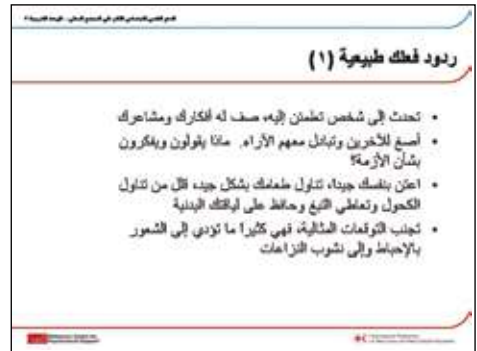 ردود فعلك طبيعية (١)
• تحدث إلى شخص تطمئن إليه، صف له أفكارك ومشاعرك
• أصغ للآخرين وتبادل معهم الآراء. ماذا يقولون ويفكرون
بشأن الأزمة؟
• اعتن بنفسك جيدا، تناول طعامك بشكل جيد، قلل من تناول
الكحول وتعاطي التبغ وحافظ على لياقتك البدنية
• تجنب التوقعات المثالية، فهي كثيرا ما تؤدي إلى الشعور
بالإحباط وإلى نشوب النزاعات